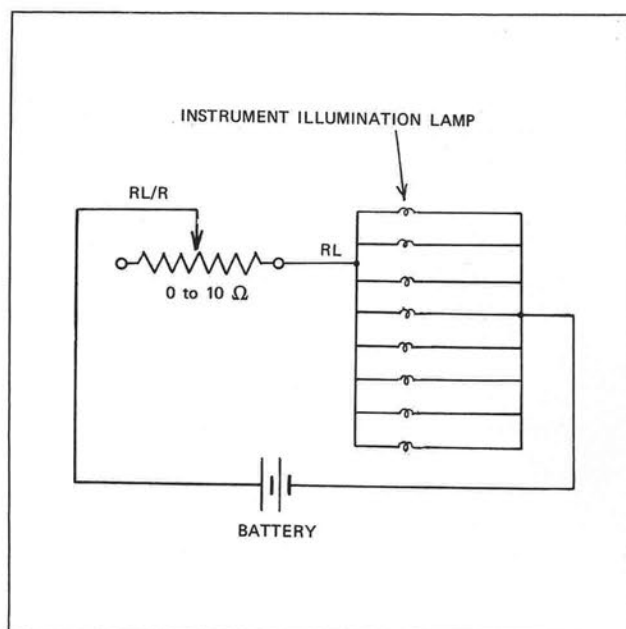 INSTRUMENT ILLUMINATION LAMP
RL/R
RL
0 to 10 Ω
BATTERY